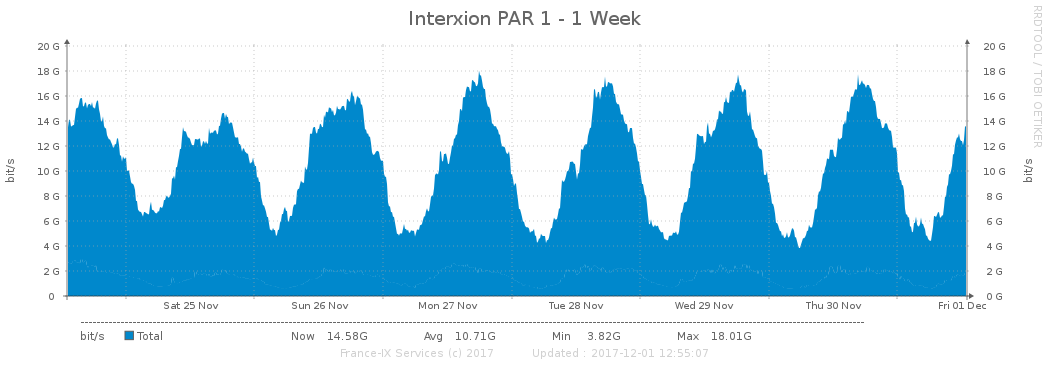 Interxion PAR 1 - 1 Week
RRDTOOL / TOBI OETIKER
20 G 20 G
18 G 18 G
16 G 16 G
14 G 14 G
12 G 12 G
10 G 10 G
8 G 8 G
6 G 6 G
4 G 4 G
2 G 2 G
0 0 G
bit/s bit/s
Sat 25 Nov Sun 26 Nov Mon 27 Nov Tue 28 Nov Wed 29 Nov Thu 30 Nov Fri 01 Dec
bit/s Total Now 14.58G Avg 10.71G Min 3.82G Max 18.01G
France-IX Services (c) 2017 Updated : 2017-12-01 12:55:07